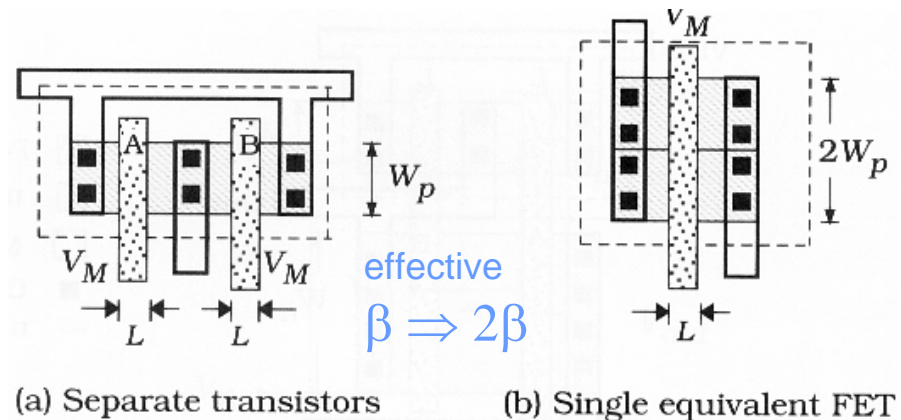 V_M
A
B
W_p
2W_p
V_M
V_M
effective
β ⇒ 2β
L
L
L
(a) Separate transistors
(b) Single equivalent FET